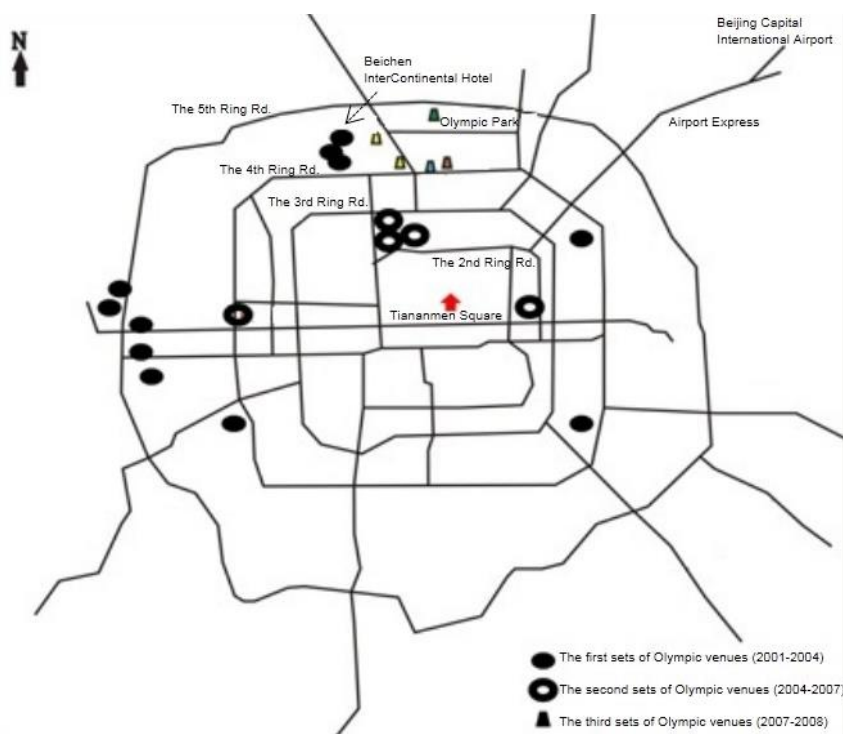 N
Beijing Capital
International Airport
Beichen
InterContinental Hotel
The 5th Ring Rd.
Olympic Park
Airport Express
The 4th Ring Rd.
The 3rd Ring Rd.
The 2nd Ring Rd.
Tiananmen Square
The first sets of Olympic venues (2001-2004)
The second sets of Olympic venues (2004-2007)
The third sets of Olympic venues (2007-2008)